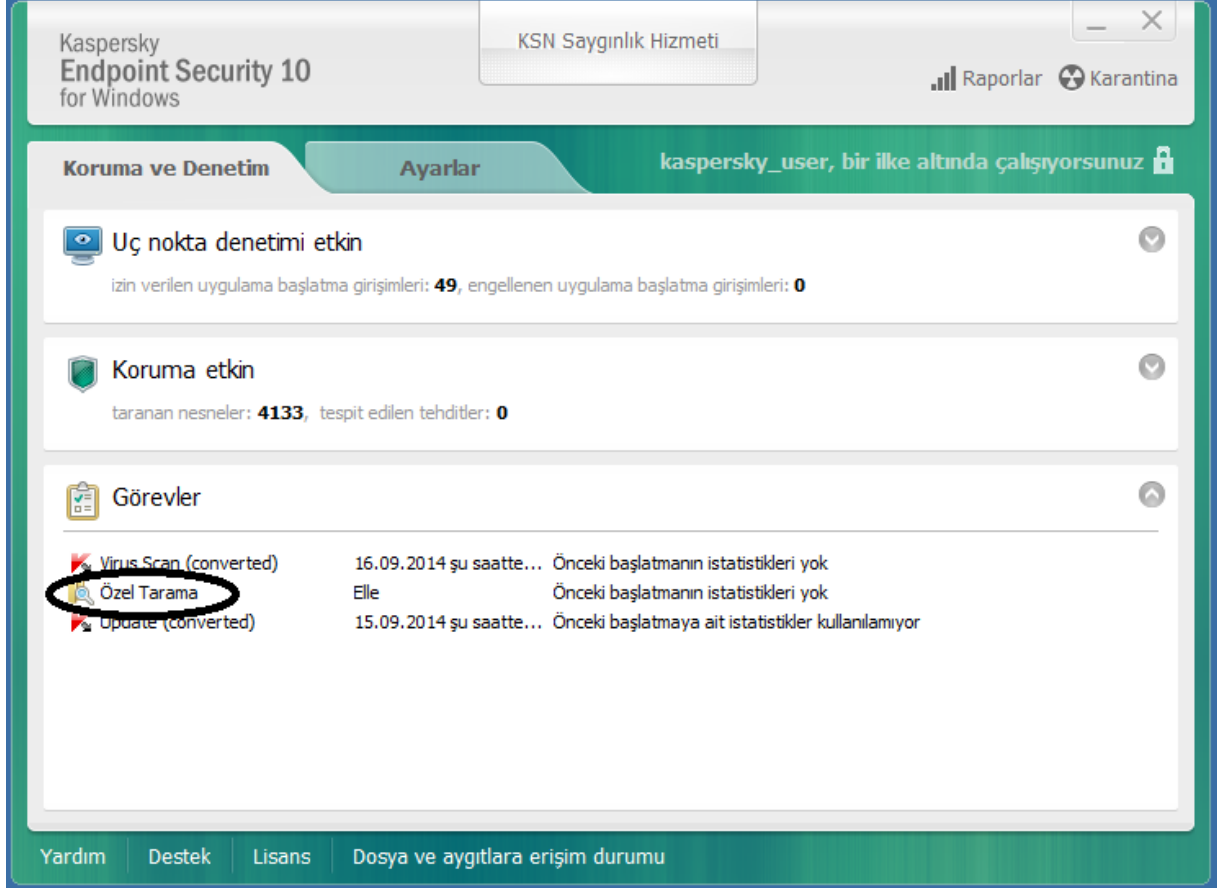 Kaspersky
Endpoint Security 10
for Windows
KSN Saygınlık Hizmeti
Raporlar Karantina
Koruma ve Denetim Ayarlar kaspersky_user, bir ilke altında çalışıyorsunuz
Uç nokta denetimi etkin
izin verilen uygulama başlatma girişimleri: 49, engellenen uygulama başlatma girişimleri: 0
Koruma etkin
taranan nesneler: 4133, tespit edilen tehditler: 0
Görevler
Virus Scan (converted) 16.09.2014 şu saatte... Önceki başlatmanın istatistikleri yok
Özel Tarama Elle Önceki başlatmanın istatistikleri yok
Update (converted) 15.09.2014 şu saatte... Önceki başlatmaya ait istatistikler kullanılamıyor
Yardım Destek Lisans Dosya ve aygıtlara erişim durumu